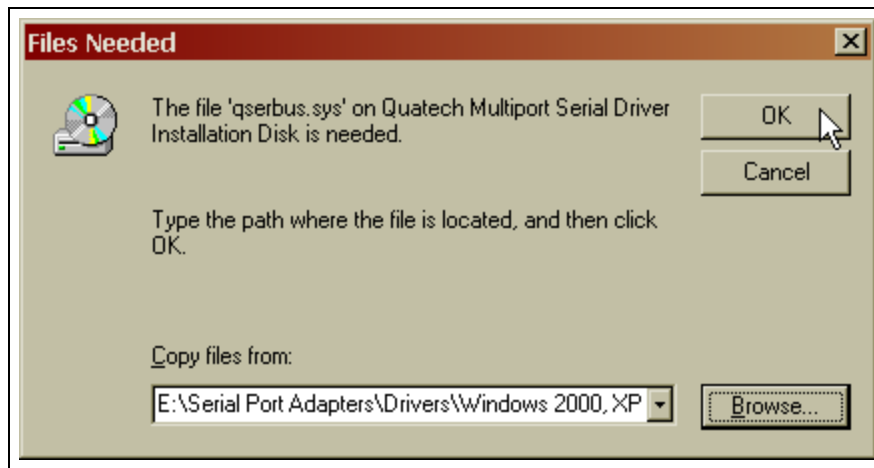 Files Needed
The file 'qserbus.sys' on Quatech Multiport Serial Driver
Installation Disk is needed.
OK
Cancel
Type the path where the file is located, and then click
OK.
Copy files from:
E:\Serial Port Adapters\Drivers\Windows 2000, XP
Browse...